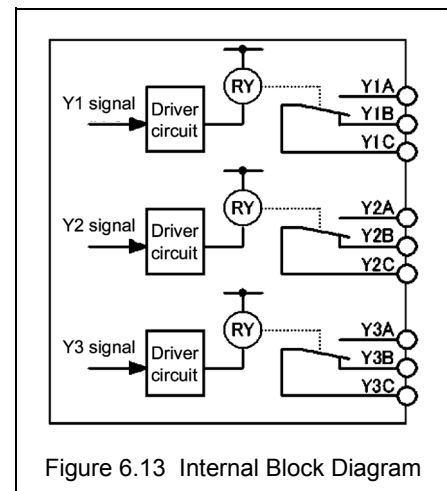 RY
Y1 signal
Driver
circuit
Y1A
Y1B
Y1C
RY
Y2 signal
Driver
circuit
Y2A
Y2B
Y2C
RY
Y3 signal
Driver
circuit
Y3A
Y3B
Y3C
Figure 6.13 Internal Block Diagram